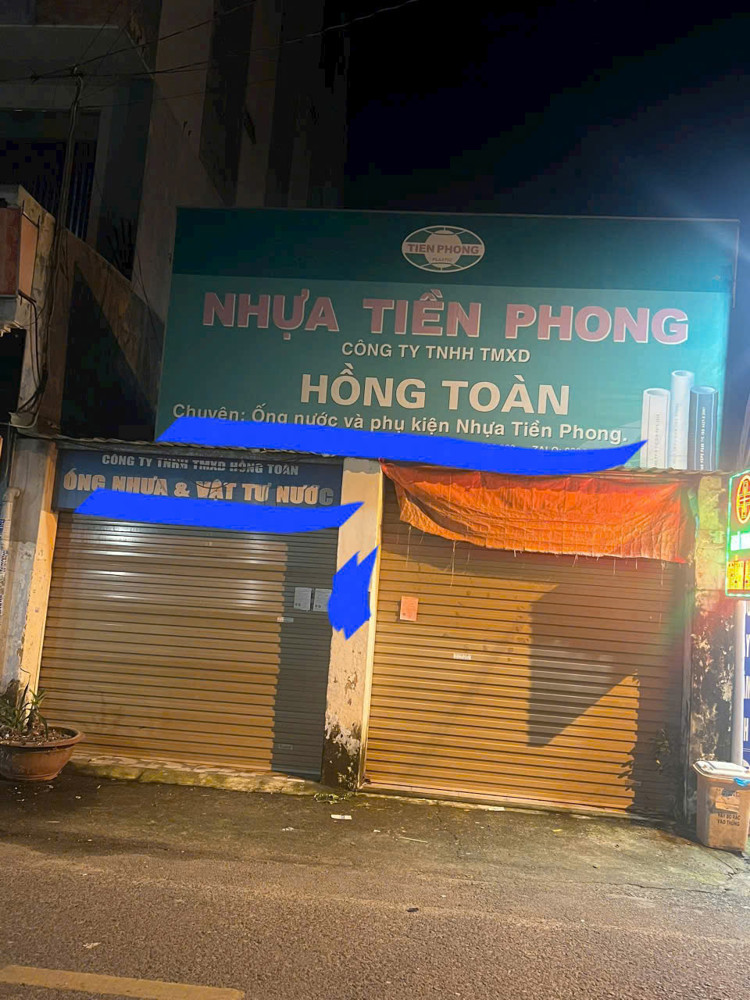 TIEN PHONG
PLASTIC
NHỰA TIỀN PHONG
CÔNG TY TNHH TMXD
HỒNG TOÀN
Chuyên: Ống nước và phụ kiện Nhựa Tiền Phong.
CÔNG TY TNHH TMXD HỒNG TOÀN
ỐNG NHỰA & VẬT TƯ NƯỚC